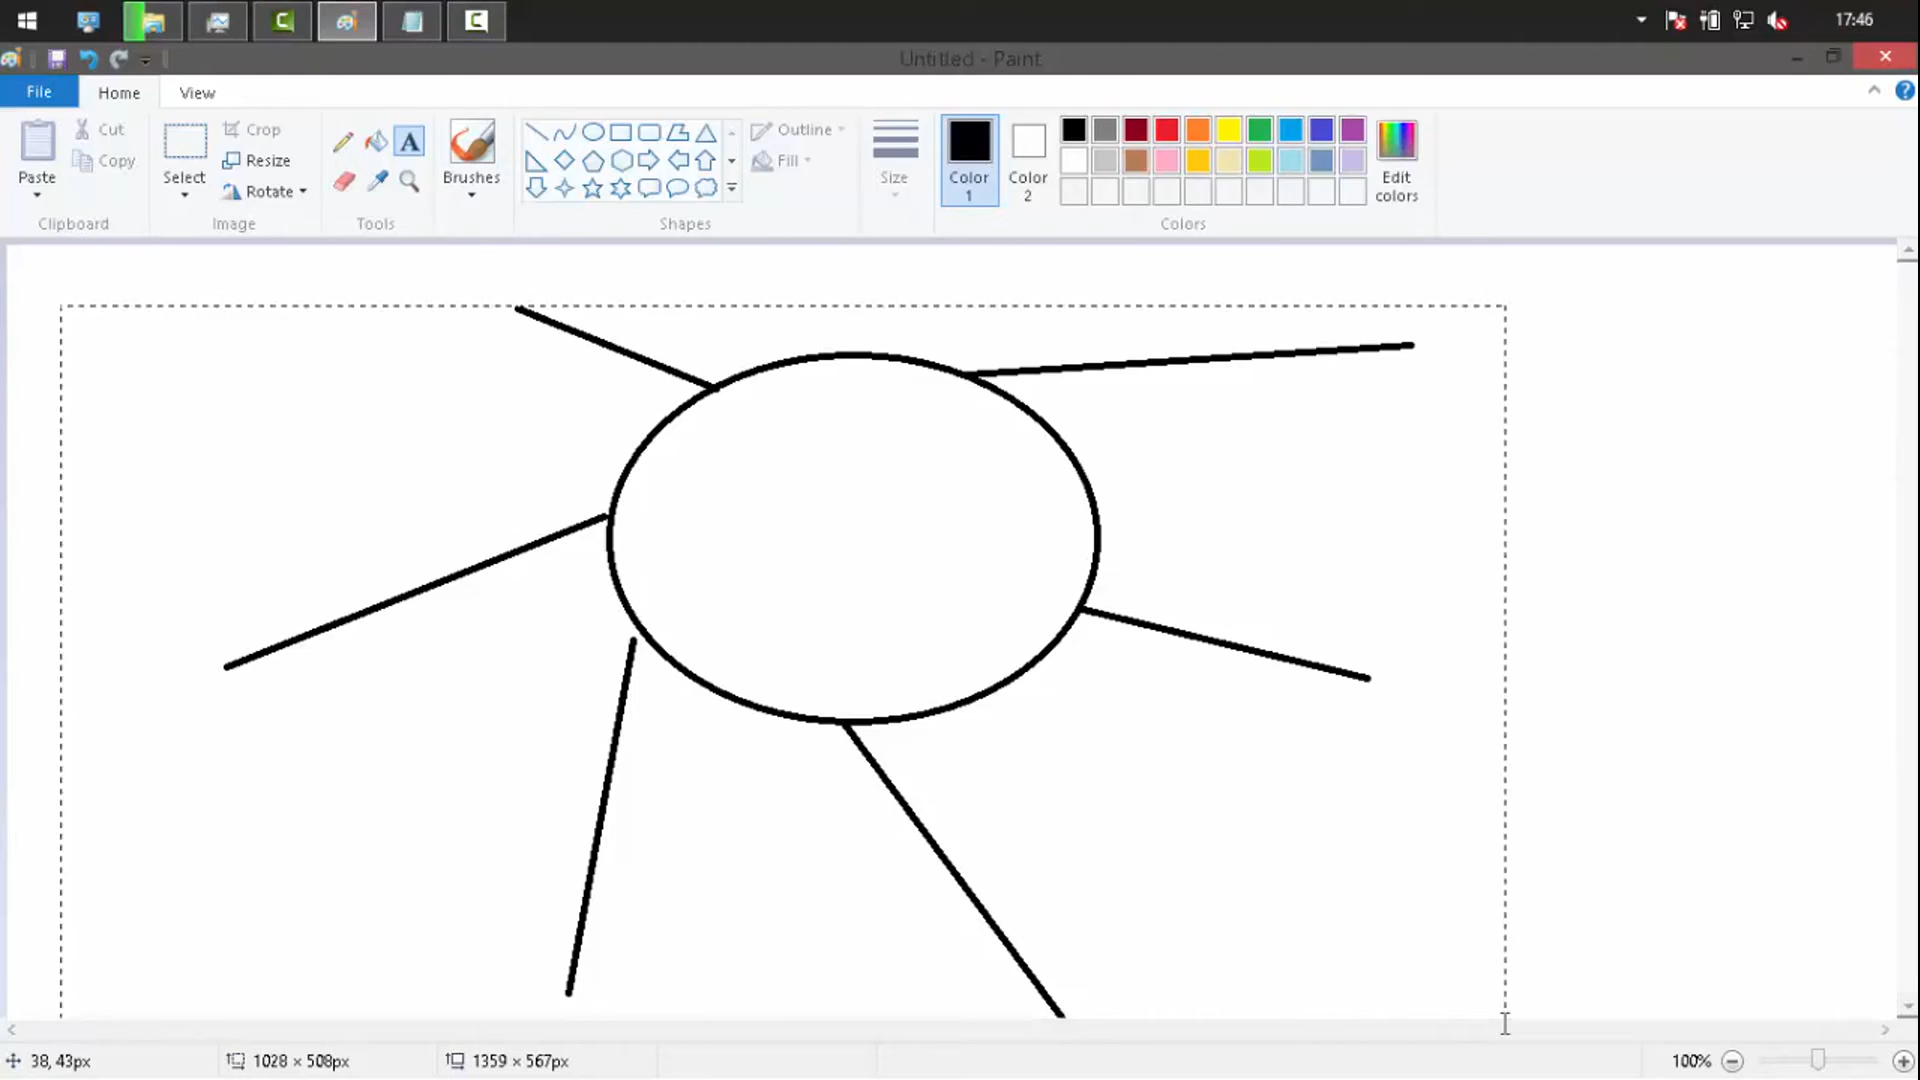 17:46
Untitled - Paint
File Home View
Paste
Cut
Copy
Clipboard
Select
Crop
Resize
Rotate
Image
A
Tools
Brushes
Shapes
Outline
Fill
Size
Color 1
Color 2
Edit colors
Colors
38, 43px
1028 × 508px
1359 × 567px
100%